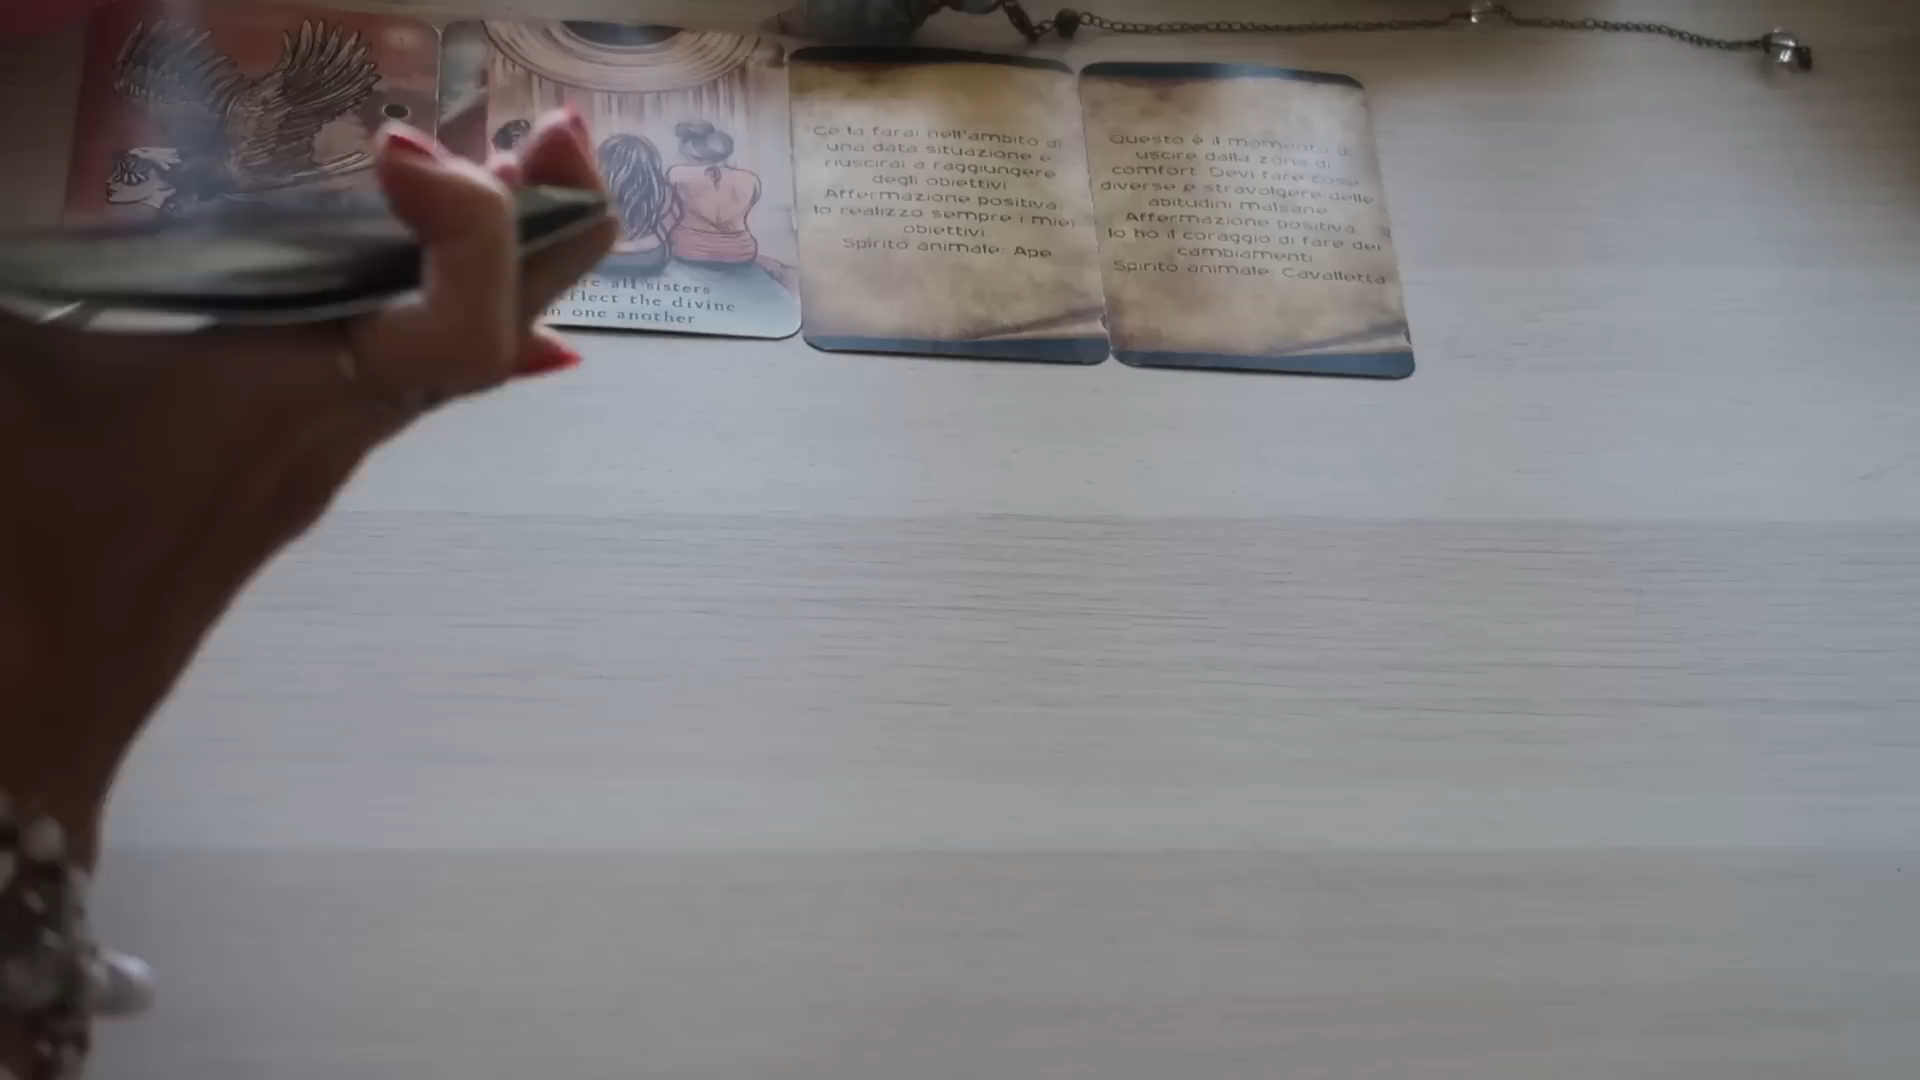 re all sisters
flect the divine
in one another
Ce la farai nell'ambito di
una data situazione e
riuscirai a raggiungere
degli obiettivi.
Affermazione positiva:
Io realizzo sempre i miei
obiettivi.
Spirito animale: Ape
Questo è il momento di
uscire dalla zona di
comfort. Devi fare cose
diverse e stravolgere delle
abitudini malsane.
Affermazione positiva:
Io ho il coraggio di fare dei
cambiamenti.
Spirito animale: Cavalletta